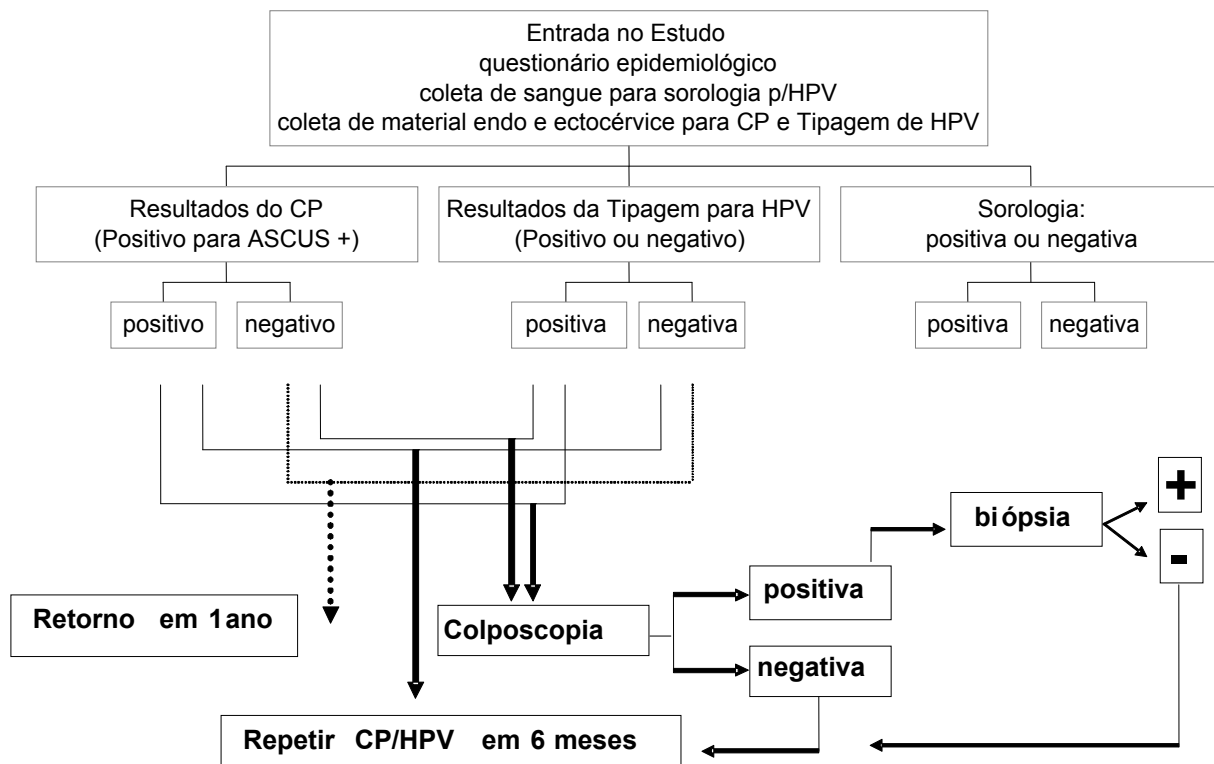 Entrada no Estudo
questionário epidemiológico
coleta de sangue para sorologia p/HPV
coleta de material endo e ectocérvice para CP e Tipagem de HPV
Resultados do CP
(Positivo para ASCUS +)
Resultados da Tipagem para HPV
(Positivo ou negativo)
Sorologia:
positiva ou negativa
positivo
negativo
positiva
negativa
positiva
negativa
biópsia
+
-
positiva
Retorno em 1ano
Colposcopia
negativa
Repetir CP/HPV em 6 meses